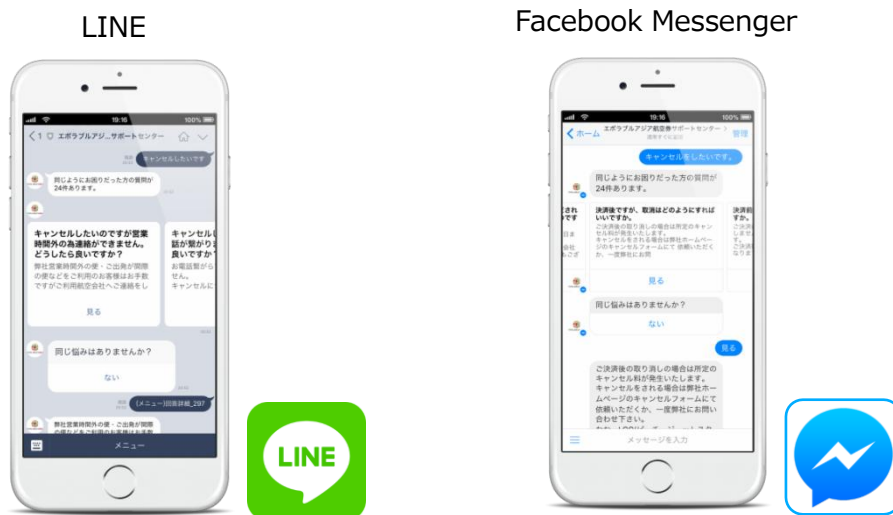 LINE
Facebook Messenger
19:16
100%
1
エボラブルアジ...サポートセンター
キャンセルしたいです
同じようにお困りだった方の質問が
24件あります。
キャンセルしたいのですが営業
時間外の為連絡ができません。
どうしたら良いですか？
弊社営業時間外の便・ご出発が間際
の便などをご利用のお客様はお手数
ですがご利用航空会社へご連絡をし
見る
キャンセルし
話が繋がり
良いですか
お電話繋がら
せん。
キャンセルに
同じ悩みはありませんか？
ない
(メニュー)回答詳細_297
弊社営業時間外の便・ご出発が間際
メニュー
LINE
19:16
100%
ホーム
エボラブルアジア航空券サポートセンター
管理
キャンセルをしたいです。
同じようにお困りだった方の質問が
24件あります。
決済後ですが、取消はどのようにすれば
いいですか。
ご決済後の取り消しの場合は所定のキャン
セル料が発生いたします。
キャンセルをされる場合は弊社ホームペー
ジのキャンセルフォームにて 依頼いただく
か、一度弊社にお問
見る
決済前
すか。
同じ悩みはありませんか？
ない
見る
ご決済後の取り消しの場合は所定の
キャンセル料が発生いたします。
キャンセルをされる場合は弊社ホー
ムページのキャンセルフォームにて
依頼いただくか、一度弊社にお問い
合わせ下さい。
メッセージを入力